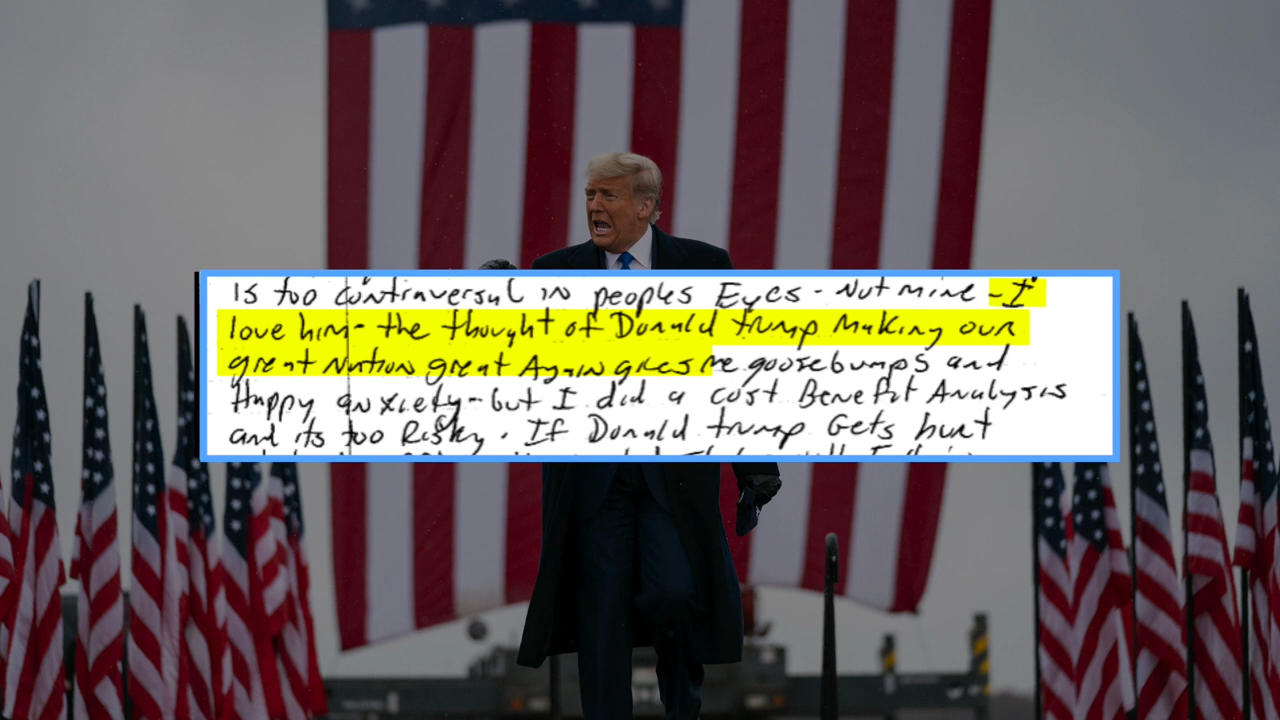 is too controversul in peoples Eyes - Not mine - I
love him - the thought of Donald trump Making our
great Nation great Again gives me goosebumps and
Happy anxiety - but I did a cost Benefit Analysis
and its too Risky. If Donald trump Gets hurt